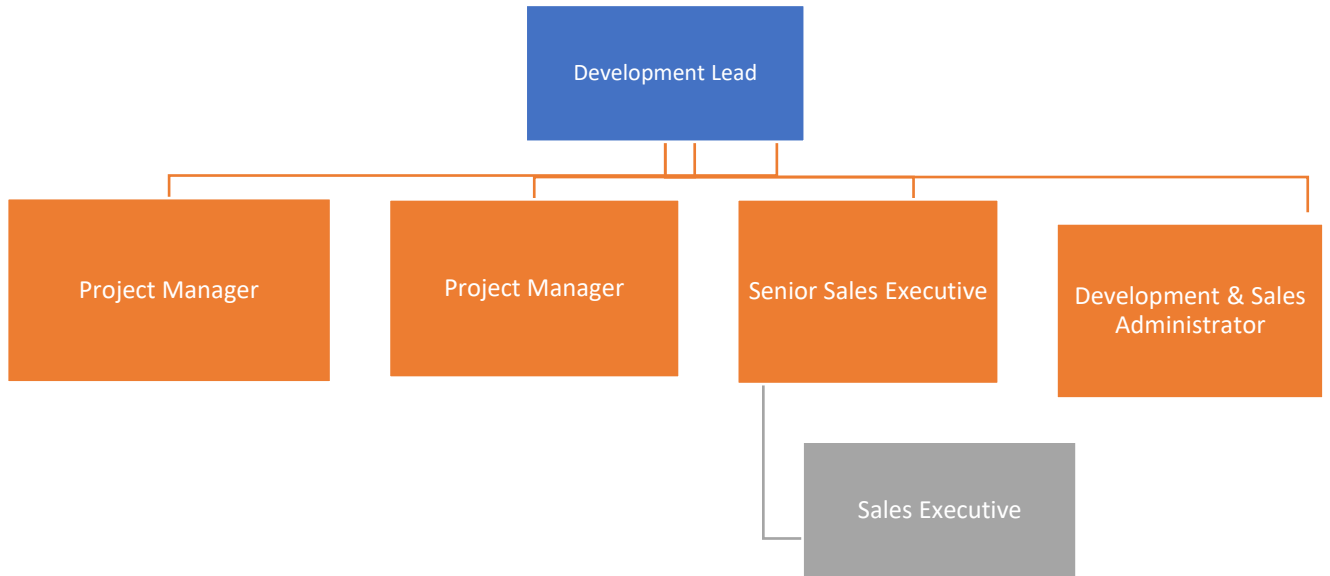 Development Lead
Project Manager
Project Manager
Senior Sales Executive
Development & Sales
Administrator
Sales Executive